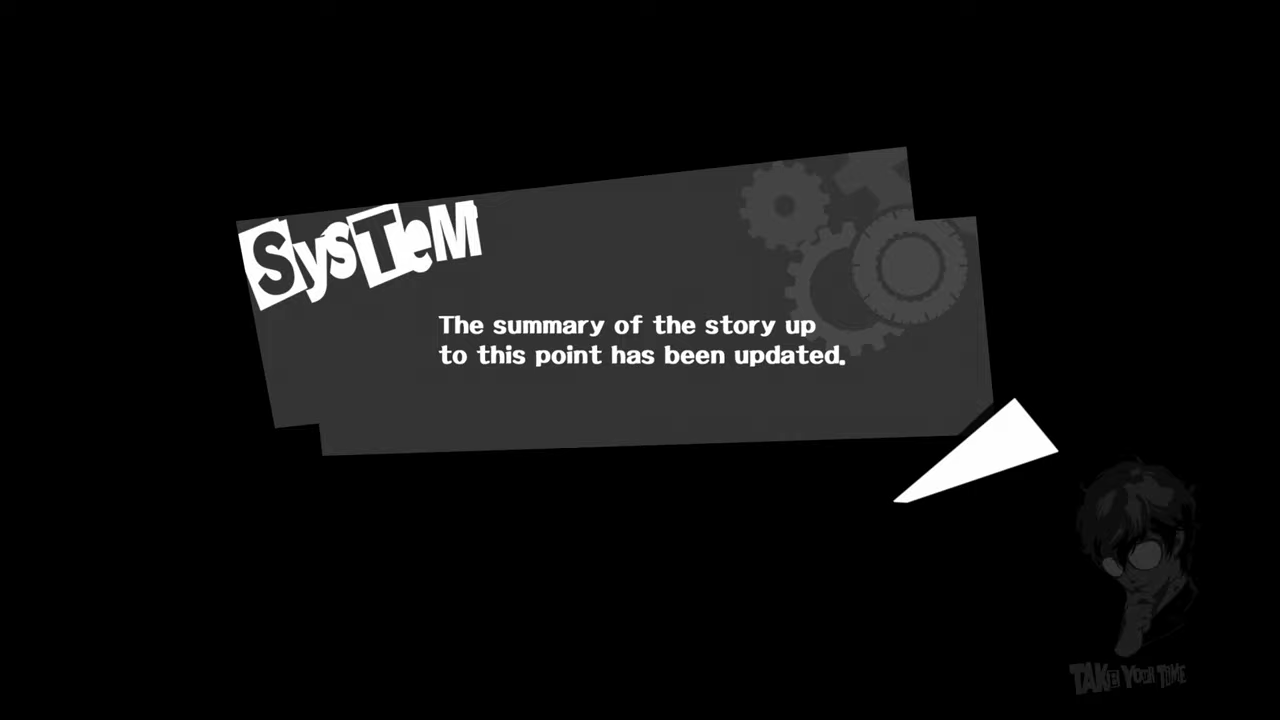 SysTeM
The summary of the story up
to this point has been updated.
TAKE YOUR TIME